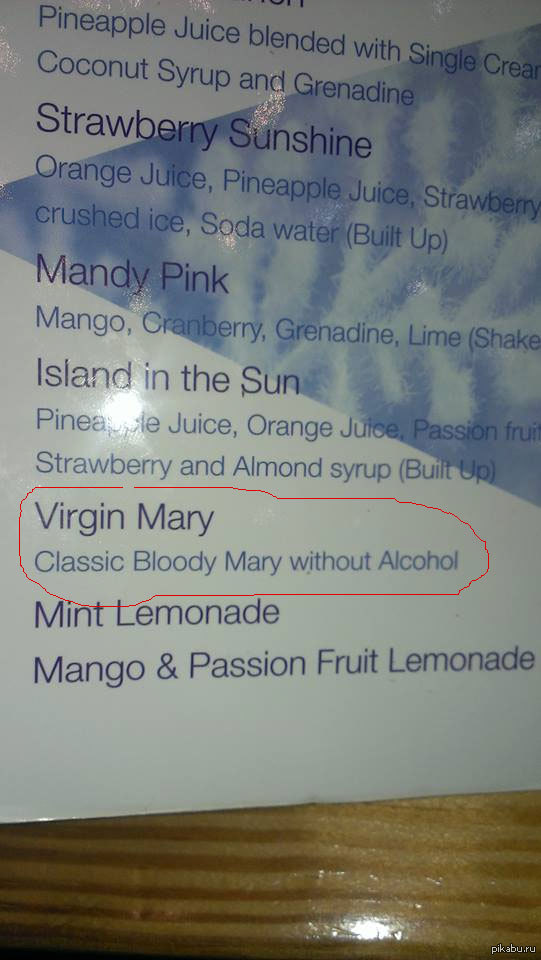 Pineapple Juice blended with Single
Coconut Syrup and Grenadine
Strawberry Sunshine
Orange Juice, Pineapple Juice, Strawberry
crushed ice, Soda water (Built Up)
Mandy Pink
Mango, Cranberry, Grenadine, Lime (Shake
Island in the Sun
Pineapple Juice, Orange Juice, Passion fruit
Strawberry and Almond syrup (Built Up)
Virgin Mary
Classic Bloody Mary without Alcohol
Mint Lemonade
Mango & Passion Fruit Lemonade
pikabu.ru